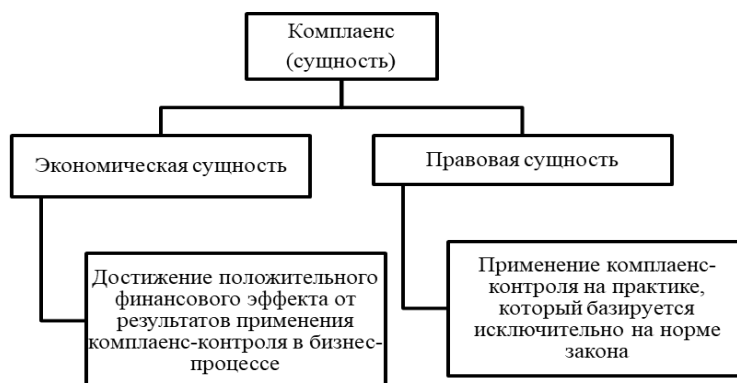 Комплаенс
(сущность)
Экономическая сущность
Правовая сущность
Достижение положительного
финансового эффекта от
результатов применения
комплаенс-контроля в бизнес-
процессе
Применение комплаенс-
контроля на практике,
который базируется
исключительно на норме
закона